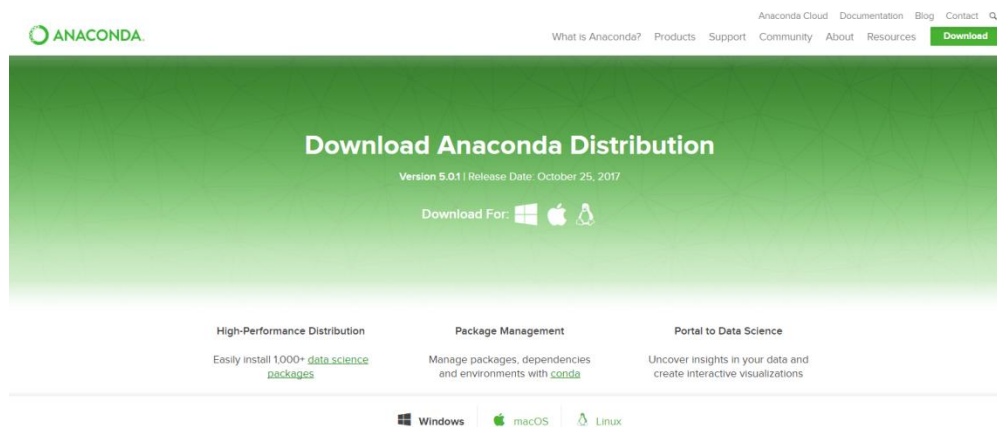 Anaconda Cloud Documentation Blog Contact
ANACONDA.
What is Anaconda? Products Support Community About Resources Download
Download Anaconda Distribution
Version 5.0.1 | Release Date: October 25, 2017
Download For:
High-Performance Distribution
Easily install 1,000+ data science
packages
Package Management
Manage packages, dependencies
and environments with conda
Portal to Data Science
Uncover insights in your data and
create interactive visualizations
Windows macOS Linux